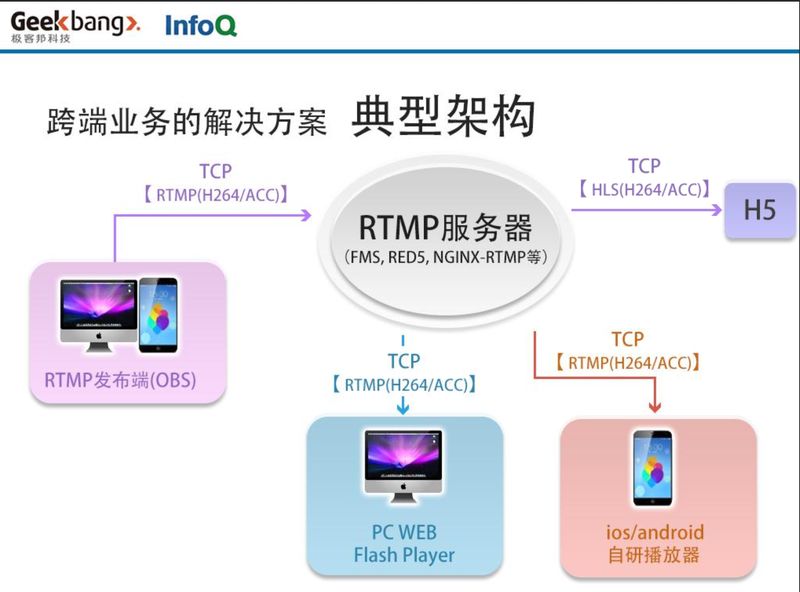 Geekbang>.
极客邦科技
InfoQ
跨端业务的解决方案 典型架构
TCP
【 RTMP(H264/ACC)】
TCP
【 HLS(H264/ACC)】
H5
RTMP服务器
(FMS, RED5, NGINX-RTMP等)
RTMP发布端(OBS)
TCP
【 RTMP(H264/ACC)】
TCP
【 RTMP(H264/ACC)】
PC WEB
Flash Player
ios/android
自研播放器